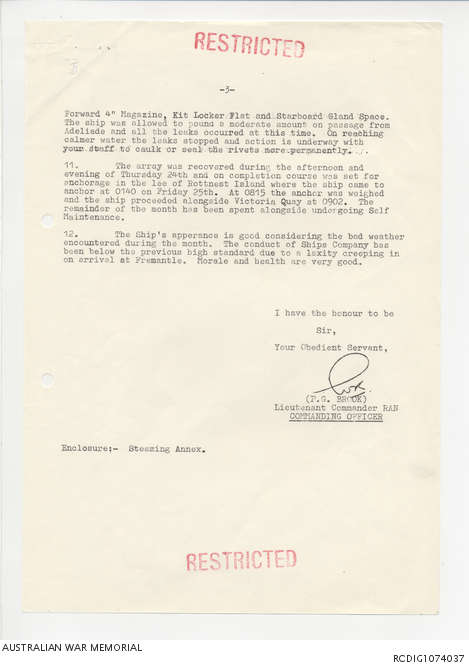 RESTRICTED
-3-
Forward 4" Magazine, Kit Locker Flat and Starboard Gland Space.
The ship was allowed to pound a moderate amount on passage from
Adeliade and all the leaks occurred at this time. On reaching
calmer water the leaks stopped and action is underway with
your staff to caulk or seal the rivets more permanently.
11. The array was recovered during the afternoon and
evening of Thursday 24th and on completion course was set for
anchorage in the lee of Rottnest Island where the ship came to
anchor at 0140 on Friday 25th. At 0815 the anchor was weighed
and the ship proceeded alongside Victoria Quay at 0902. The
remainder of the month has been spent alongside undergoing Self
Maintenance.
12. The Ship's apperance is good considering the bad weather
encountered during the month. The conduct of Ships Company has
been below the previous high standard due to a laxity creeping in
on arrival at Fremantle. Morale and health are very good.
I have the honour to be
Sir,
Your Obedient Servant,
(P.G. BROOK)
Lieutenant Commander RAN
COMMANDING OFFICER
Enclosure:- Steaming Annex.
RESTRICTED
AUSTRALIAN WAR MEMORIAL
RCDIG1074037